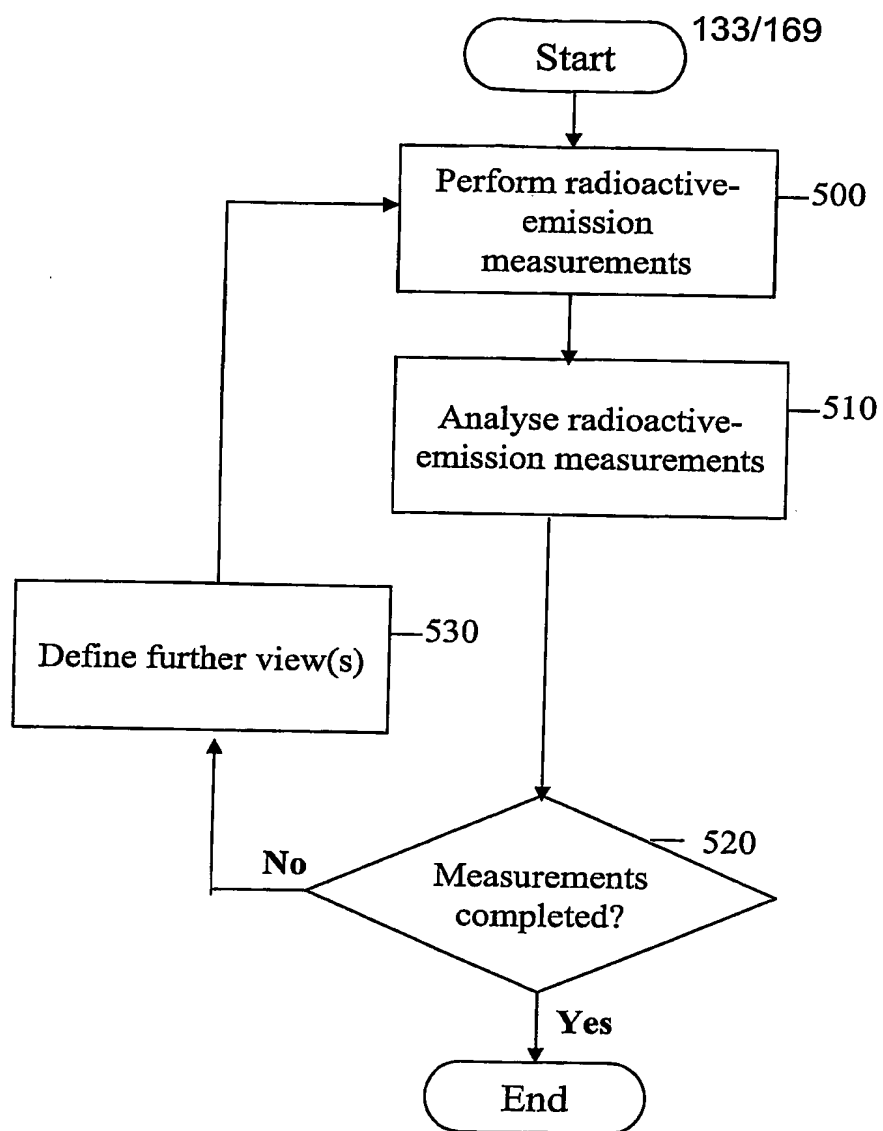 133/169
Start
Perform radioactive-
emission
measurements
500
Analyse radioactive-
emission measurements
510
Define further view(s)
530
520
No
Measurements
completed?
Yes
End